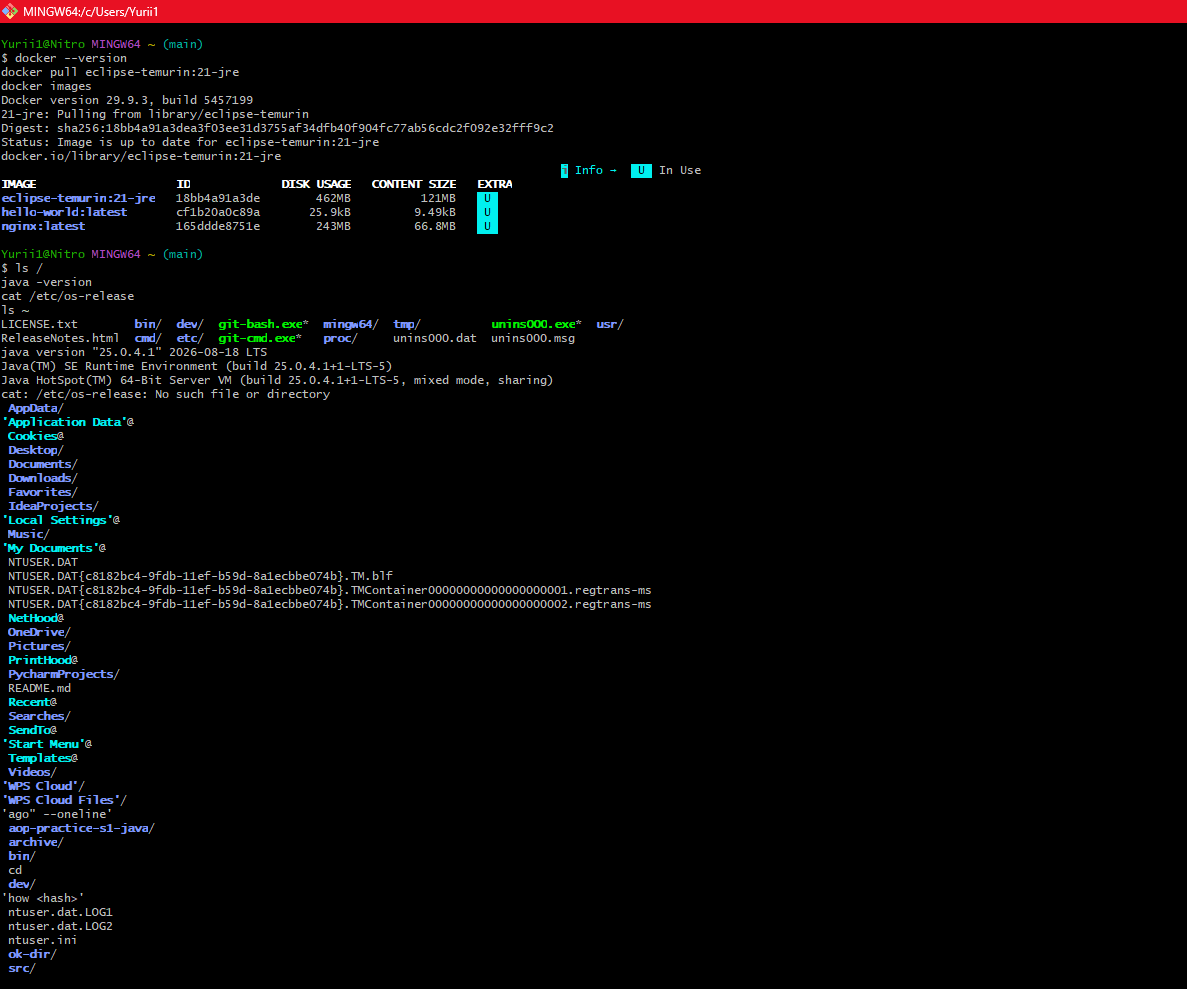 MINGW64:/c/Users/Yurii1
Yurii1@Nitro MINGW64 ~ (main)
$ docker --version
docker pull eclipse-temurin:21-jre
docker images
Docker version 29.9.3, build 5457199
21-jre: Pulling from library/eclipse-temurin
Digest: sha256:18bb4a91a3dea3f03ee31d3755af34dfb40f904fc77ab56cdc2f092e32fff9c2
Status: Image is up to date for eclipse-temurin:21-jre
docker.io/library/eclipse-temurin:21-jre
i Info → U In Use
IMAGE ID DISK USAGE CONTENT SIZE EXTRA
eclipse-temurin:21-jre 18bb4a91a3de 462MB 121MB U
hello-world:latest cf1b20a0c89a 25.9kB 9.49kB U
nginx:latest 165ddde8751e 243MB 66.8MB U
Yurii1@Nitro MINGW64 ~ (main)
$ ls /
java -version
cat /etc/os-release
ls ~
LICENSE.txt bin/ dev/ git-bash.exe* mingw64/ tmp/ unins000.exe* usr/
ReleaseNotes.html cmd/ etc/ git-cmd.exe* proc/ unins000.dat unins000.msg
java version "25.0.4.1" 2026-08-18 LTS
Java(TM) SE Runtime Environment (build 25.0.4.1+1-LTS-5)
Java HotSpot(TM) 64-Bit Server VM (build 25.0.4.1+1-LTS-5, mixed mode, sharing)
cat: /etc/os-release: No such file or directory
AppData/
'Application Data'@
Cookies@
Desktop/
Documents/
Downloads/
Favorites/
IdeaProjects/
'Local Settings'@
Music/
'My Documents'@
NTUSER.DAT
NTUSER.DAT{c8182bc4-9fdb-11ef-b59d-8a1ecbbe074b}.TM.blf
NTUSER.DAT{c8182bc4-9fdb-11ef-b59d-8a1ecbbe074b}.TMContainer00000000000000000001.regtrans-ms
NTUSER.DAT{c8182bc4-9fdb-11ef-b59d-8a1ecbbe074b}.TMContainer00000000000000000002.regtrans-ms
NetHood@
OneDrive/
Pictures/
PrintHood@
PycharmProjects/
README.md
Recent@
Searches/
SendTo@
'Start Menu'@
Templates@
Videos/
'WPS Cloud'/
'WPS Cloud Files'/
'ago" --oneline'
aop-practice-s1-java/
archive/
bin/
cd
dev/
'how <hash>'
ntuser.dat.LOG1
ntuser.dat.LOG2
ntuser.ini
ok-dir/
src/